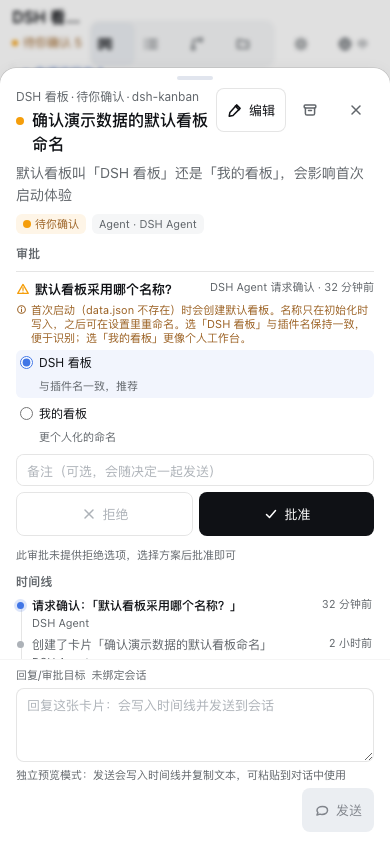 DSH 看…
待你确认 5
DSH 看板 · 待你确认 · dsh-kanban
确认演示数据的默认看板
命名
编辑
默认看板叫「DSH 看板」还是「我的看板」，会影响首次
启动体验
待你确认
Agent · DSH Agent
审批
默认看板采用哪个名称?
DSH Agent 请求确认 · 32 分钟前
首次启动（data.json 不存在）时会创建默认看板。名称只在初始化时
写入，之后可在设置里重命名。选「DSH 看板」与插件名保持一致，
便于识别；选「我的看板」更像个人工作台。
DSH 看板
与插件名一致，推荐
我的看板
更个人化的命名
备注（可选，会随决定一起发送）
拒绝
批准
此审批未提供拒绝选项，选择方案后批准即可
时间线
请求确认：「默认看板采用哪个名称？」
32 分钟前
DSH Agent
创建了卡片「确认演示数据的默认看板命名」
2 小时前
回复/审批目标 未绑定会话
回复这张卡片：会写入时间线并发送到会话
独立预览模式：发送会写入时间线并复制文本，可粘贴到对话中使用
发送